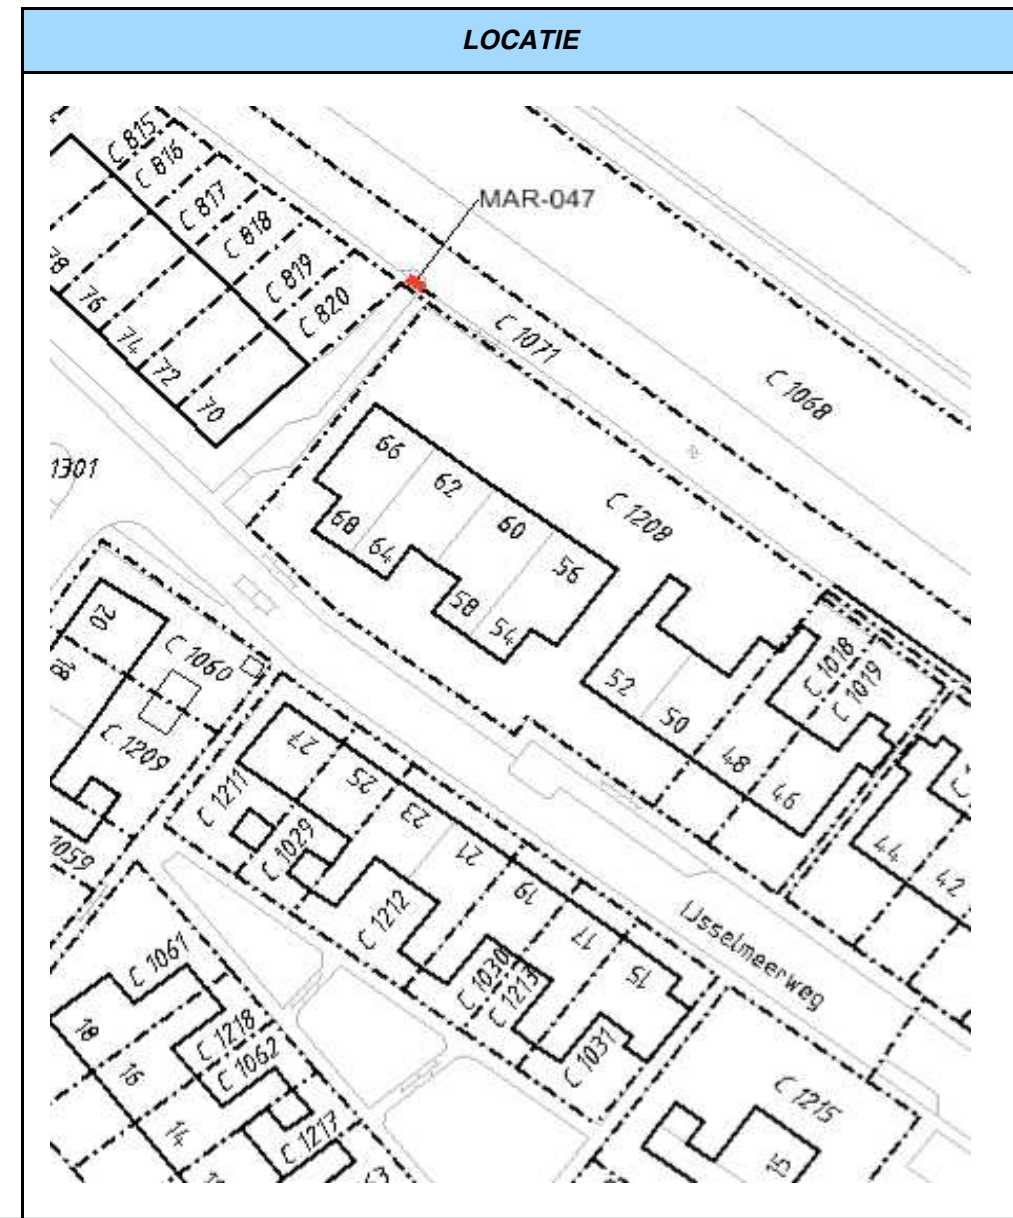 LOCATIE
C 815
C 816
MAR-047
C 817
C 818
C 819
C 820
78
76
74
72
70
C 1071
C 1068
1301
66
62
60
56
68
64
58
54
C 1208
20
18
C 1060
C 1209
1059
52
50
48
46
C 1018
C 1019
44
42
27
25
23
21
19
17
15
C 1211
C 1029
C 1212
C 1030
C 1213
C 1031
IJsselmeerweg
C 1061
C 1218
C 1062
C 1217
18
16
14
C 1215